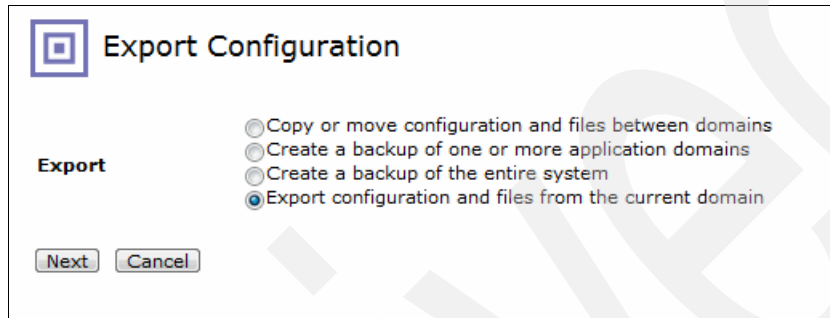 Export Configuration
Copy or move configuration and files between domains
Create a backup of one or more application domains
Export
Create a backup of the entire system
Export configuration and files from the current domain
Next Cancel